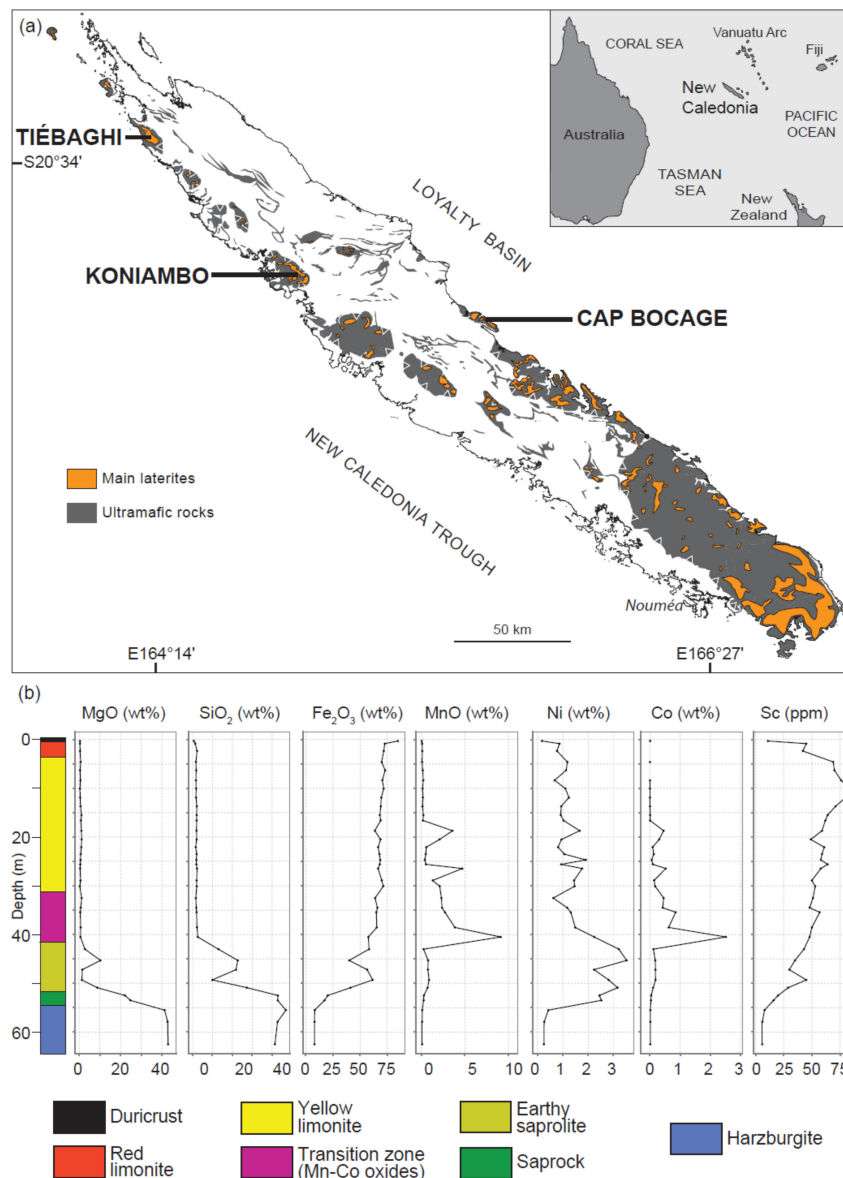 (a)
CORAL SEA
Vanuatu Arc
Fiji
New
Caledonia
PACIFIC
OCEAN
Australia
TASMAN
SEA
New
Zealand
TIÉBAGHI
S20°34'
LOYALTY BASIN
KONIAMBO
CAP BOCAGE
NEW CALEDONIA TROUGH
Main laterites
Ultramafic rocks
Nouméa
50 km
E164°14'
E166°27'
(b)
MgO (wt%) SiO₂ (wt%) Fe₂O₃ (wt%) MnO (wt%) Ni (wt%) Co (wt%) Sc (ppm)
0
20
Depth (m)
40
60
0 20 40 0 20 40 0 25 50 75 0 5 10 0 1 2 3 0 1 2 3 0 25 50 75
Duricrust
Red
limonite
Yellow
limonite
Transition zone
(Mn-Co oxides)
Earthy
saprolite
Saprock
Harzburgite